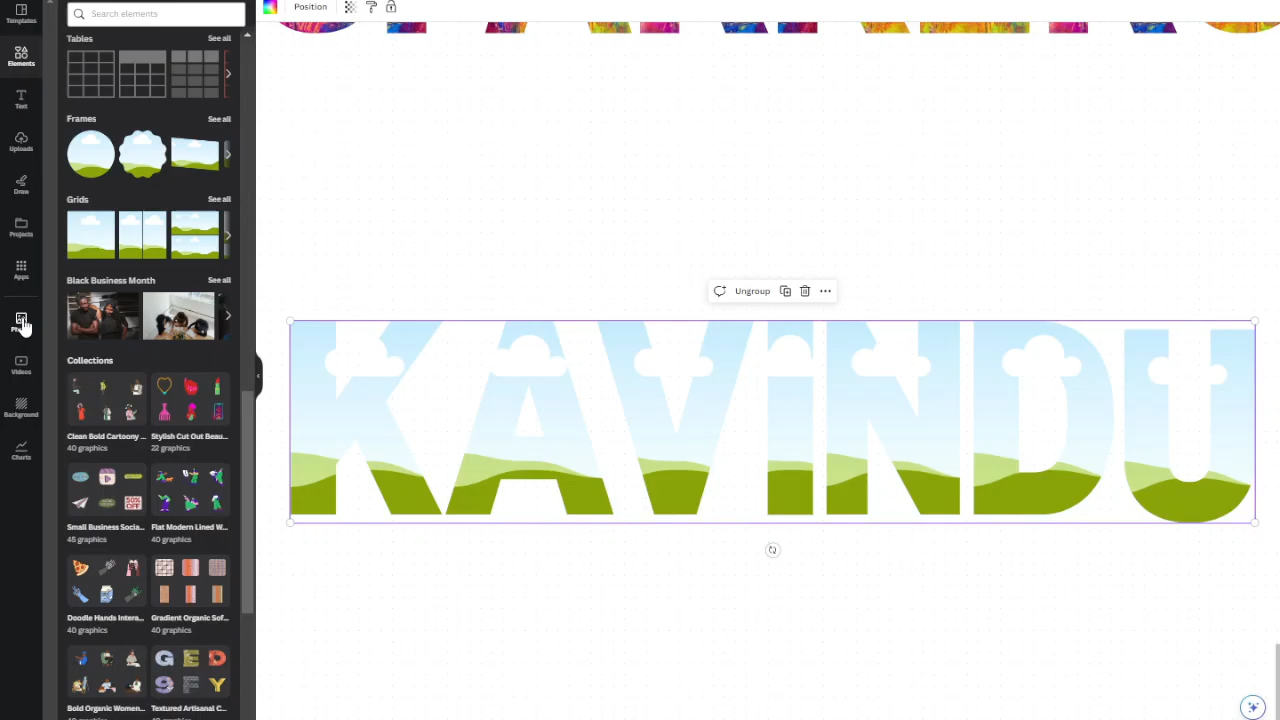 Templates
Elements
Text
Uploads
Draw
Projects
Apps
Videos
Background
Charts
Search elements
Tables
See all
Frames
See all
Grids
See all
Black Business Month
See all
Collections
Clean Bold Cartoony ...
40 graphics
Stylish Cut Out Beau...
22 graphics
50% OFF
Small Business Socia...
45 graphics
Flat Modern Lined W...
40 graphics
Doodle Hands Intera...
40 graphics
Gradient Organic Sof...
40 graphics
G E D
9 F Y
Bold Organic Women...
Textured Artisanal C...
Position
Ungroup
KAViNDU